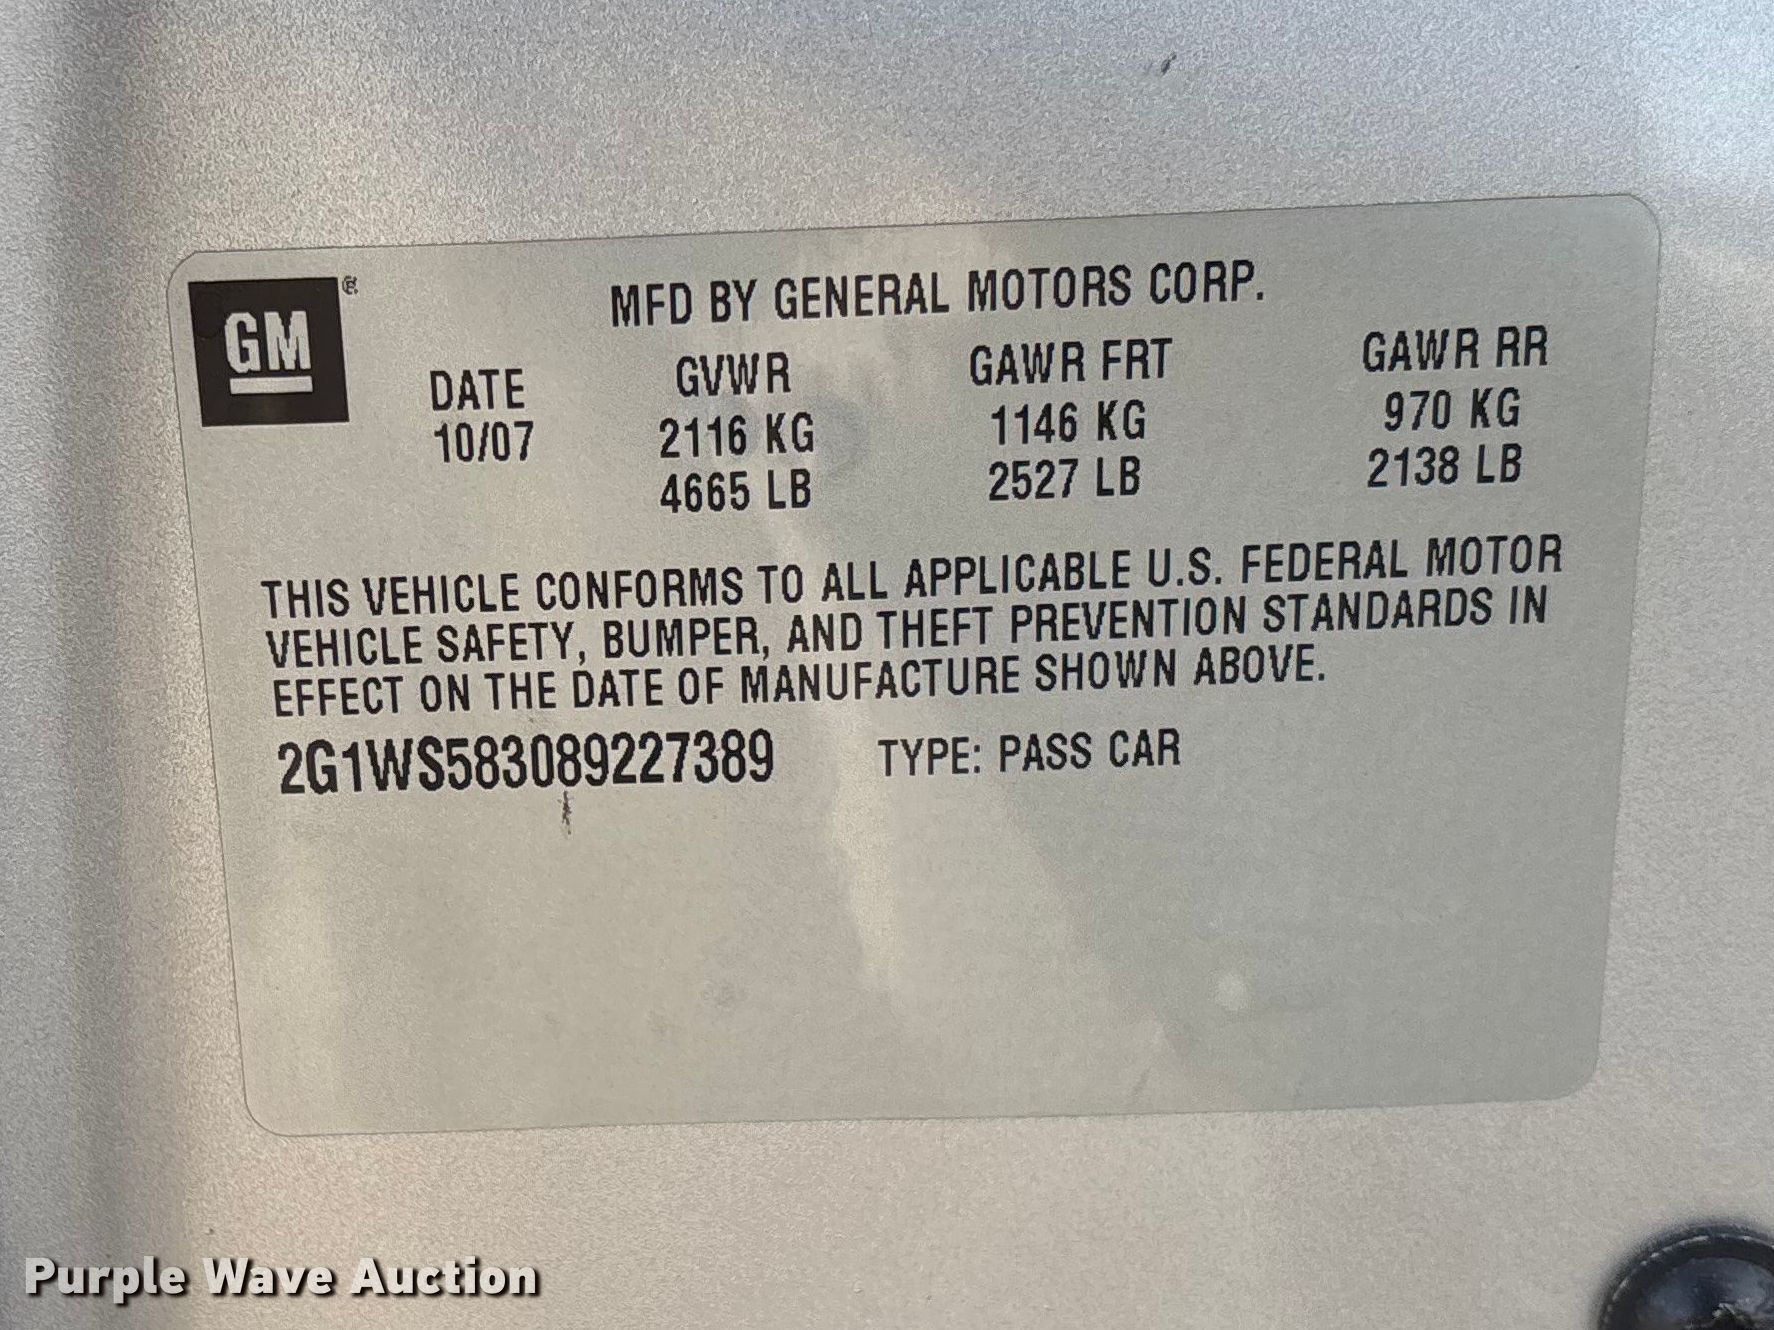 GM ®
MFD BY GENERAL MOTORS CORP.
DATE GVWR GAWR FRT GAWR RR
10/07 2116 KG 1146 KG 970 KG
4665 LB 2527 LB 2138 LB
THIS VEHICLE CONFORMS TO ALL APPLICABLE U.S. FEDERAL MOTOR
VEHICLE SAFETY, BUMPER, AND THEFT PREVENTION STANDARDS IN
EFFECT ON THE DATE OF MANUFACTURE SHOWN ABOVE.
2G1WS583089227389 TYPE: PASS CAR
Purple Wave Auction